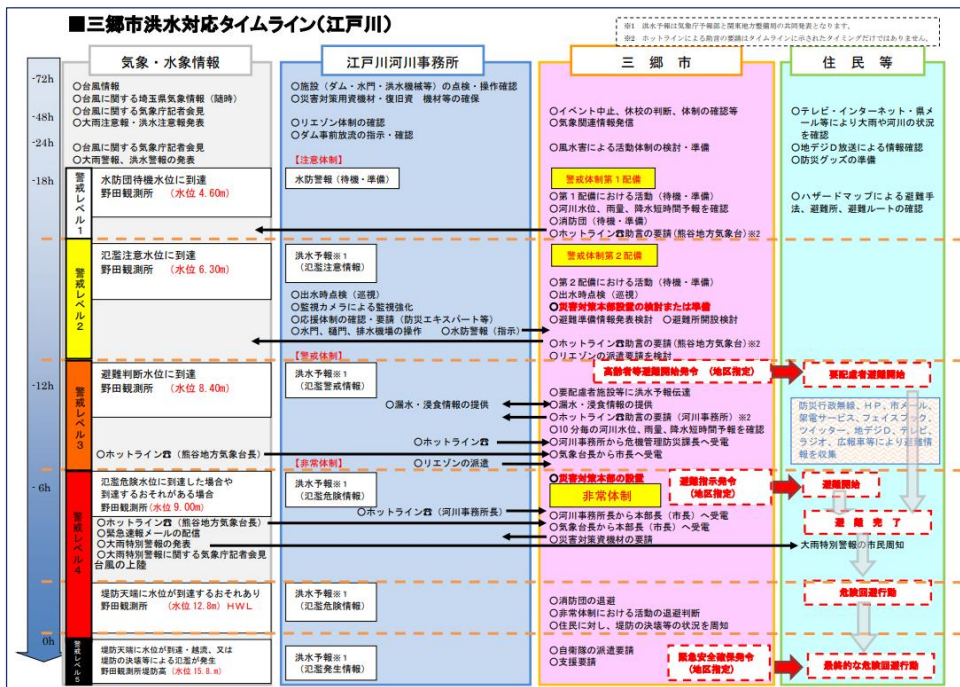 ■三郷市洪水対応タイムライン(江戸川)
※1 洪水予報は気象庁予報部と関東地方整備局の共同発表となります。
※2 ホットラインによる助言の要請はタイムラインに示されたタイミングだけではありません。
気象・水象情報
江戸川河川事務所
三 郷 市
住 民 等
-72h
-48h
-24h
-18h
-12h
- 6h
0h
○台風情報
○台風に関する埼玉県気象情報(随時)
○台風に関する気象庁記者会見
○大雨注意報・洪水注意報発表
○台風に関する気象庁記者会見
○大雨警報、洪水警報の発表
○施設(ダム・水門・洪水機械等)の点検・操作確認
○災害対策用資機材・復旧資 機材等の確保
○リエゾン体制の確認
○ダム事前放流の指示・確認
○イベント中止、休校の判断、体制の確認等
○気象関連情報発信
○風水害による活動体制の検討・準備
○テレビ・インターネット・県メ
ール等により大雨や河川の状況
を確認
○地デジD放送による情報確認
○防災グッズの準備
警戒レベル1
水防団待機水位に到達
野田観測所 (水位 4.60m)
【注意体制】
水防警報(待機・準備)
警戒体制第1配備
○第1配備における活動(待機・準備)
○河川水位、雨量、降水短時間予報を確認
○消防団(待機・準備)
○ホットライン☎助言の要請(熊谷地方気象台)※2
○ハザードマップによる避難手
法、避難所、避難ルートの確認
警戒レベル2
氾濫注意水位に到達
野田観測所 (水位 6.30m)
洪水予報※1
(氾濫注意情報)
○出水時点検(巡視)
○監視カメラによる監視強化
○応援体制の確認・要請(防災エキスパート等)
○水門、樋門、排水機場の操作 ○水防警報(指示)
警戒体制第2配備
○第2配備における活動(待機・準備)
○出水時点検(巡視)
○災害対策本部設置の検討または準備
○避難準備情報発表検討 ○避難所開設検討
○ホットライン☎助言の要請(熊谷地方気象台)※2
○リエゾンの派遣要請を検討
警戒レベル3
避難判断水位に到達
野田観測所 (水位 8.40m)
○ホットライン☎(熊谷地方気象台長)
【警戒体制】
洪水予報※1
(氾濫警戒情報)
○漏水・浸食情報の提供
○ホットライン☎
○リエゾンの派遣
高齢者等避難開始発令 (地区指定)
○要配慮者施設等に洪水予報伝達
○漏水・浸食情報の提供
○ホットライン☎助言の要請(河川事務所)※2
○10分毎の河川水位、雨量、降水短時間予報を確認
○河川事務所から危機管理防災課長へ受電
○気象台長から市長へ受電
要配慮者避難開始
防災行政無線、HP、市メール、
架電サービス、フェイスブック、
ツイッター、地デジD、テレビ、
ラジオ、広報車等により避難情
報を収集
警戒レベル4
氾濫危険水位に到達した場合や
到達するおそれがある場合
野田観測所(水位 9.00m)
○ホットライン☎(熊谷地方気象台長)
○緊急速報メールの配信
○大雨特別警報の発表
○大雨特別警報に関する気象庁記者会見
台風の上陸
【非常体制】
洪水予報※1
(氾濫危険情報)
○ホットライン☎(河川事務所長)
○災害対策本部の設置
非常体制
避難指示発令
(地区指定)
○河川事務所長から本部長(市長)へ受電
○気象台長から本部長(市長)へ受電
○災害対策資機材の要請
避難開始
避 難 完 了
大雨特別警報の市民周知
堤防天端に水位が到達するおそれあり
野田観測所 (水位 12.8m) HWL
洪水予報※1
(氾濫危険情報)
○消防団の退避
○非常体制における活動の退避判断
○住民に対し、堤防の決壊等の状況を周知
危険回避行動
警戒レベル5
堤防天端に水位が到達・越流、又は
堤防の決壊等による氾濫が発生
野田観測所堤防高(水位 15.8.m)
洪水予報※1
(氾濫発生情報)
○自衛隊の派遣要請
○支援要請
緊急安全確保発令
(地区指定)
最終的な危険回避行動